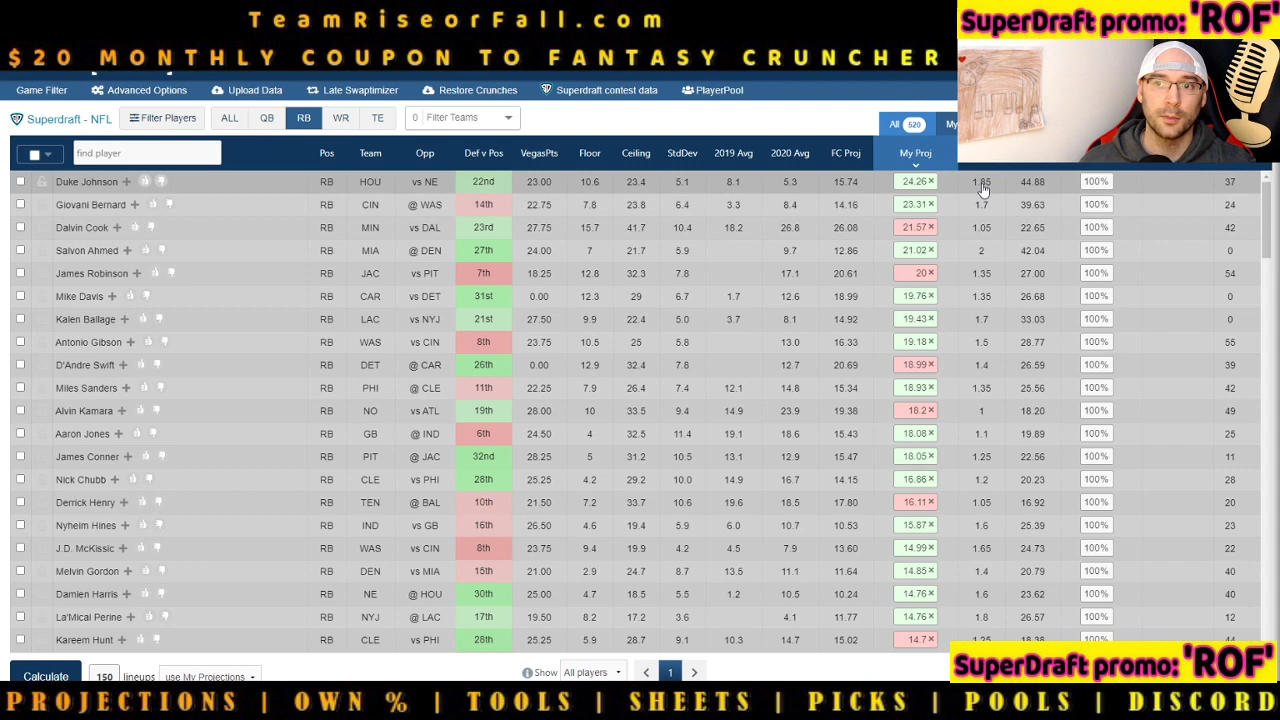 TeamRiseorFall.com
$20 MONTHLY COUPON TO FANTASY CRUNCHER
SuperDraft promo: 'ROF'
Game Filter Advanced Options Upload Data Late Swaptimizer Restore Crunches Superdraft contest data PlayerPool
Superdraft - NFL Filter Players ALL QB RB WR TE 0 Filter Teams All 520 My
find player Pos Team Opp Def v Pos VegasPts Floor Ceiling StdDev 2019 Avg 2020 Avg FC Proj My Proj
Duke Johnson RB HOU vs NE 22nd 23.00 10.6 23.4 5.1 8.1 5.3 15.74 24.26 1.85 44.88 100% 37
Giovani Bernard RB CIN @ WAS 14th 22.75 7.8 23.8 6.4 3.3 8.4 14.16 23.31 1.7 39.63 100% 24
Dalvin Cook RB MIN vs DAL 23rd 27.75 15.7 41.7 10.4 18.2 26.8 26.08 21.57 1.05 22.65 100% 42
Salvon Ahmed RB MIA @ DEN 27th 24.00 7 21.7 5.9 9.7 12.86 21.02 2 42.04 100% 0
James Robinson RB JAC vs PIT 7th 18.25 12.8 32.3 7.8 17.1 20.61 20 1.35 27.00 100% 54
Mike Davis RB CAR vs DET 31st 0.00 12.3 29 6.7 1.7 12.6 18.99 19.76 1.35 26.68 100% 0
Kalen Ballage RB LAC vs NYJ 21st 27.50 9.9 22.4 5.0 3.7 8.1 14.92 19.43 1.7 33.03 100% 0
Antonio Gibson RB WAS vs CIN 8th 23.75 10.5 25 5.8 13.0 16.33 19.18 1.5 28.77 100% 55
D'Andre Swift RB DET @ CAR 26th 0.00 12.9 32.4 7.8 12.7 20.69 18.99 1.4 26.59 100% 39
Miles Sanders RB PHI @ CLE 11th 22.25 7.9 26.4 7.4 12.1 14.8 15.34 18.93 1.35 25.56 100% 42
Alvin Kamara RB NO vs ATL 19th 28.00 10 33.5 9.4 14.9 23.9 19.38 18.2 1 18.20 100% 49
Aaron Jones RB GB @ IND 6th 24.50 4 32.5 11.4 19.1 18.6 15.43 18.08 1.1 19.89 100% 25
James Conner RB PIT @ JAC 32nd 28.25 5 31.2 10.5 13.1 12.9 15.47 18.05 1.25 22.56 100% 11
Nick Chubb RB CLE vs PHI 28th 25.25 4.2 29.2 10.0 14.9 16.7 14.15 16.86 1.2 20.23 100% 28
Derrick Henry RB TEN @ BAL 10th 21.50 7.2 33.7 10.4 19.6 18.5 17.80 16.11 1.05 16.92 100% 20
Nyheim Hines RB IND vs GB 16th 26.50 4.6 19.4 5.9 6.0 10.7 10.53 15.87 1.6 25.39 100% 23
J.D. McKissic RB WAS vs CIN 8th 23.75 9.4 19.9 4.2 4.5 7.9 13.60 14.99 1.65 24.73 100% 22
Melvin Gordon RB DEN vs MIA 15th 21.00 2.9 24.7 8.7 13.5 11.1 11.64 14.85 1.4 20.79 100% 40
Damien Harris RB NE @ HOU 30th 25.00 4.7 18.5 5.5 1.2 10.5 10.24 14.76 1.6 23.62 100% 40
La'Mical Perine RB NYJ @ LAC 17th 19.50 8.2 17.2 3.6 4.1 11.77 14.76 1.8 26.57 100% 12
Kareem Hunt RB CLE vs PHI 28th 25.25 5.9 28.7 9.1 10.3 14.7 15.02 14.7 1.25 18.38 100% 44
Calculate 150 lineups use My Projections Show All players 1
SuperDraft promo: 'ROF'
PROJECTIONS | OWN % | TOOLS | SHEETS | PICKS | POOLS | DISCORD